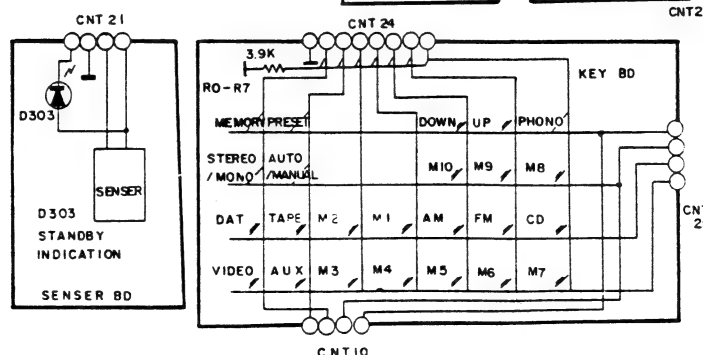 CNT2
CNT 21
D303
SENSER
D303
STANDBY
INDICATION
SENSER BD
CNT 24
3.9K
RO-R7
KEY BD
MEMORY PRESET DOWN UP PHONO
STEREO
/MONO
AUTO
/MANUAL
M10 M9 M8
DAT TAPE M2 M1 AM FM CD
VIDEO AUX M3 M4 M5 M6 M7
CNT
2
CNT10